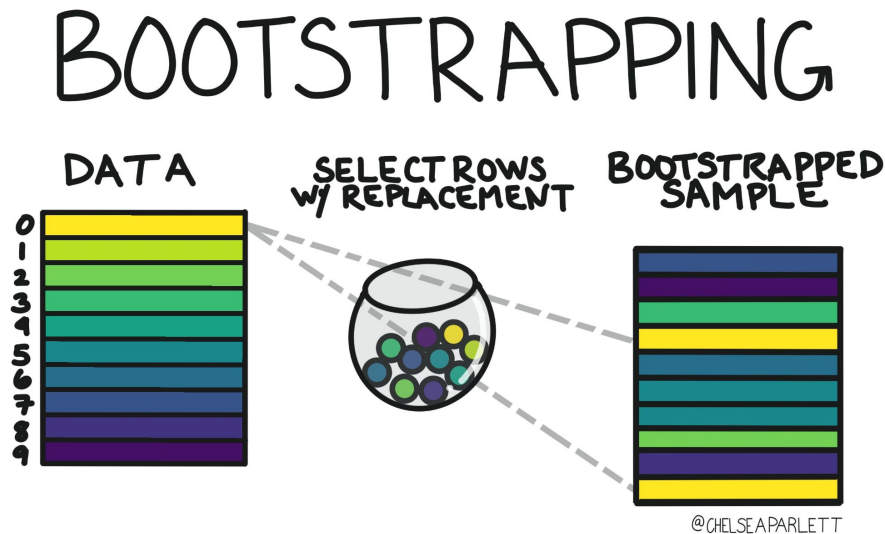 BOOTSTRAPPING
DATA
0
1
2
3
4
5
6
7
8
9
SELECT ROWS
W/ REPLACEMENT
BOOTSTRAPPED
SAMPLE
@CHELSEAPARLETT